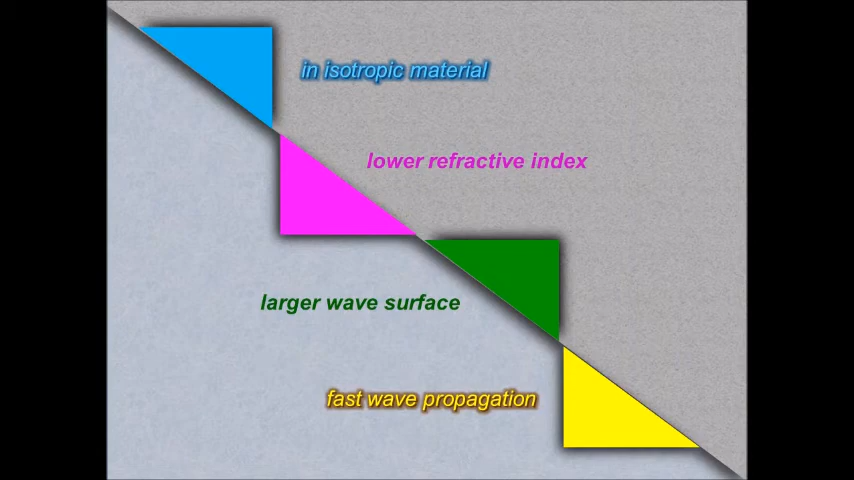 in isotropic material
lower refractive index
larger wave surface
fast wave propagation